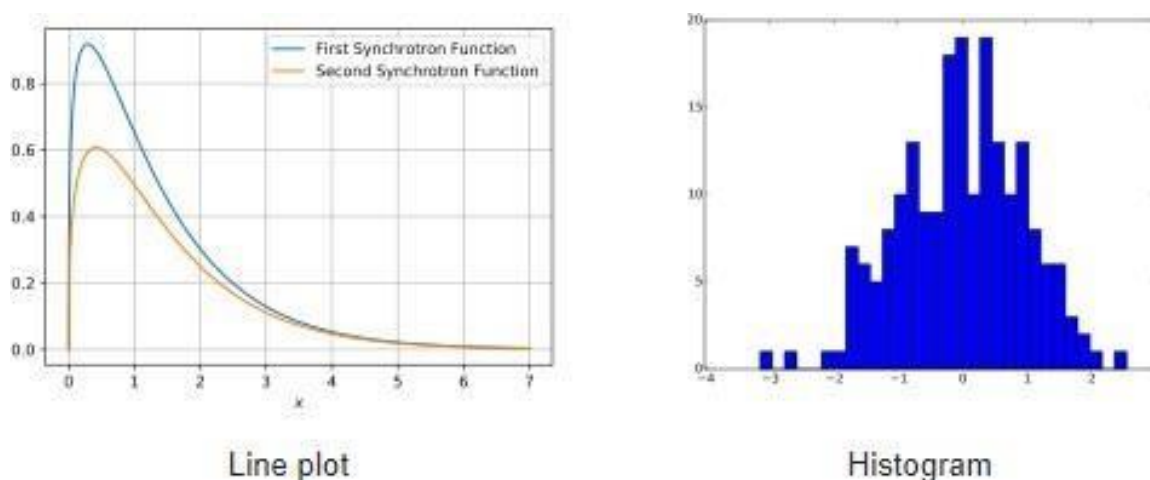 First Synchrotron Function
Second Synchrotron Function
0.8
0.6
0.4
0.2
0.0
0 1 2 3 4 5 6 7
x
Line plot
20
15
10
5
0
−4 −3 −2 −1 0 1 2
Histogram